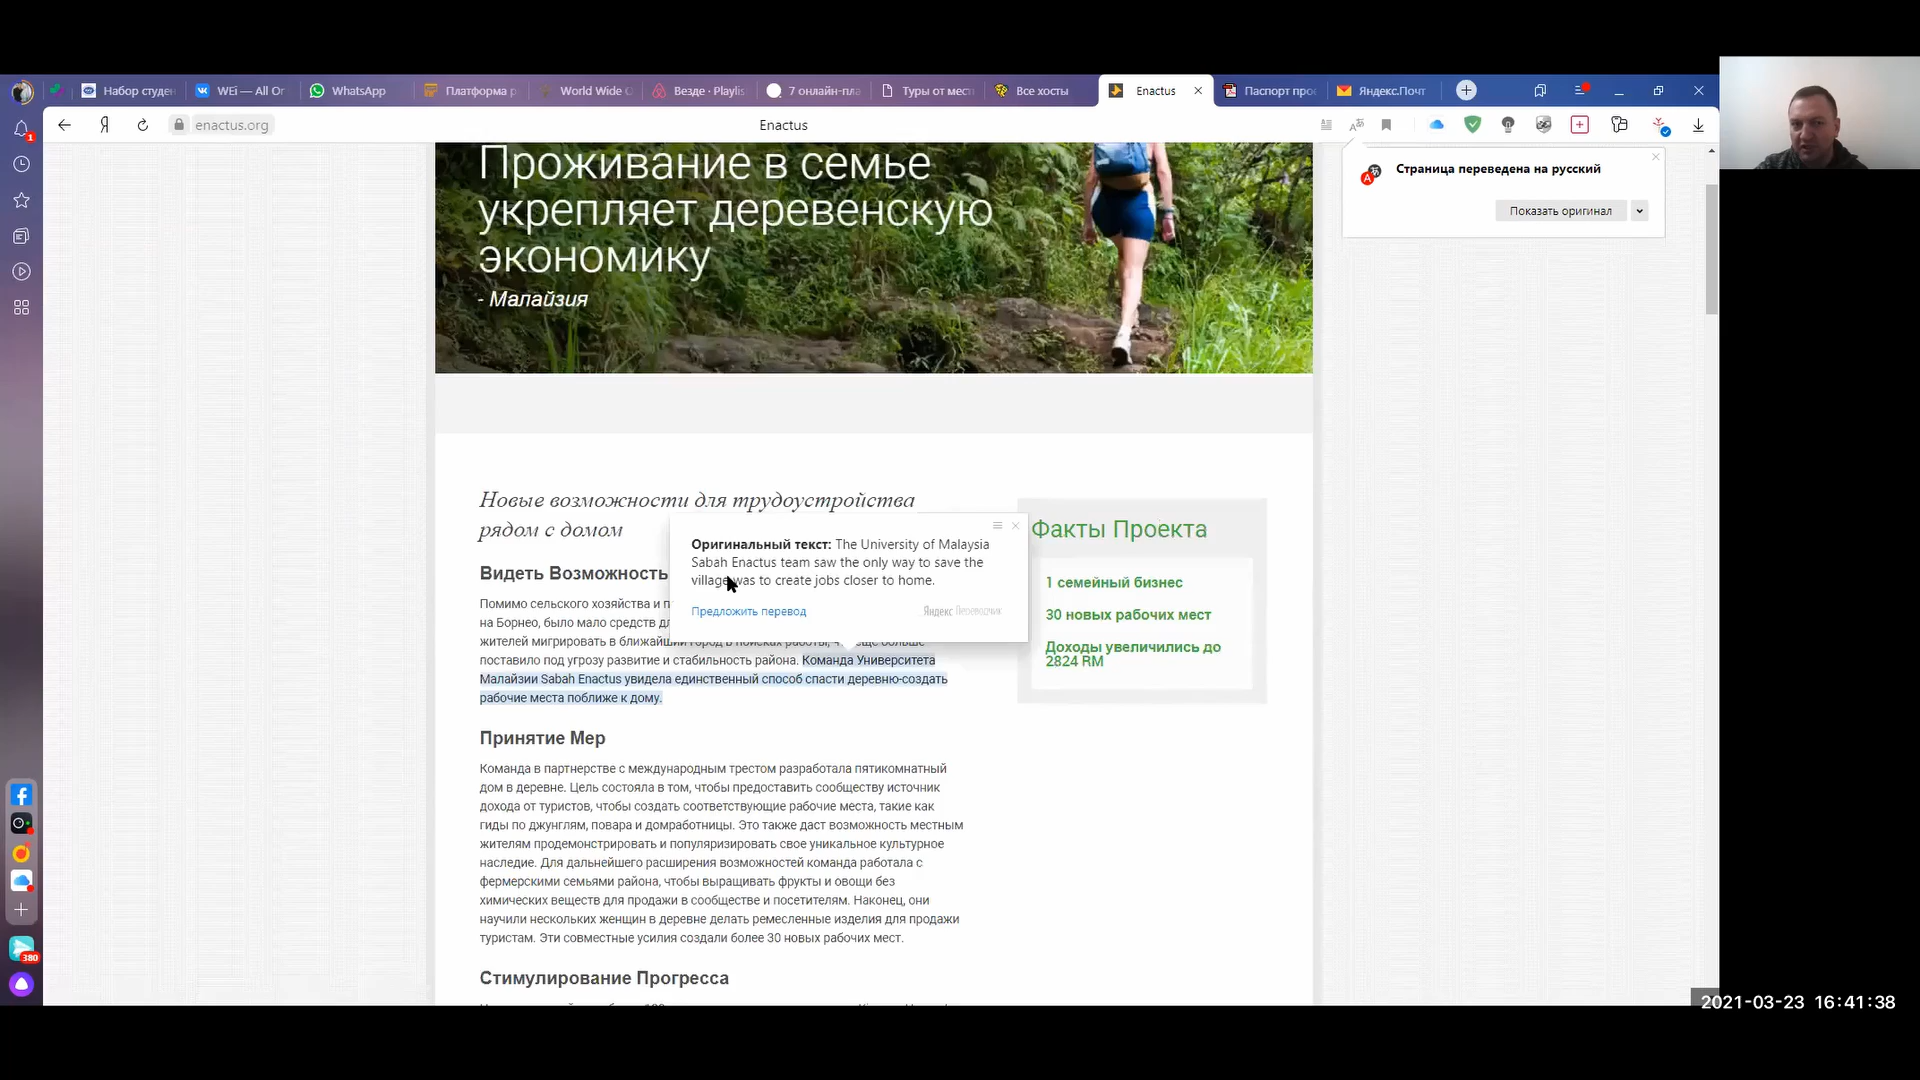 Набор студен
WEi — All Or
WhatsApp
Платформа р
World Wide O
Везде · Playlis
7 онлайн-пла
Туры от мест
Все хосты
Enactus
Паспорт прое
Яндекс.Почт
1
enactus.org
Enactus
Страница переведена на русский
Показать оригинал
Проживание в семье
укрепляет деревенскую
экономику
- Малайзия
Новые возможности для трудоустройства
рядом с домом
Оригинальный текст: The University of Malaysia
Sabah Enactus team saw the only way to save the
village was to create jobs closer to home.
Предложить перевод
Яндекс Переводчик
Факты Проекта
1 семейный бизнес
30 новых рабочих мест
Доходы увеличились до
2824 RM
Видеть Возможность
Помимо сельского хозяйства и
на Борнео, было мало средств
жителей мигрировать в ближайший город в поисках работы, больше
поставило под угрозу развитие и стабильность района. Команда Университета
Малайзии Sabah Enactus увидела единственный способ спасти деревню-создать
рабочие места поближе к дому.
Принятие Мер
Команда в партнерстве с международным трестом разработала пятикомнатный
дом в деревне. Цель состояла в том, чтобы предоставить сообществу источник
дохода от туристов, чтобы создать соответствующие рабочие места, такие как
гиды по джунглям, повара и домработницы. Это также даст возможность местным
жителям продемонстрировать и популяризировать свое уникальное культурное
наследие. Для дальнейшего расширения возможностей команда работала с
фермерскими семьями района, чтобы выращивать фрукты и овощи без
химических веществ для продажи в сообществе и посетителям. Наконец, они
научили нескольких женщин в деревне делать ремесленные изделия для продажи
туристам. Эти совместные усилия создали более 30 новых рабочих мест.
Стимулирование Прогресса
380
2021-03-23 16:41:38